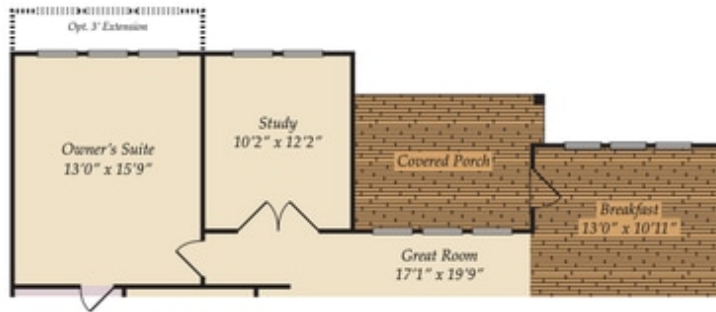 Opt. 3' Extension
Owner's Suite
13'0" x 15'9"
Study
10'2" x 12'2"
Covered Porch
Breakfast
13'0" x 10'11"
Great Room
17'1" x 19'9"